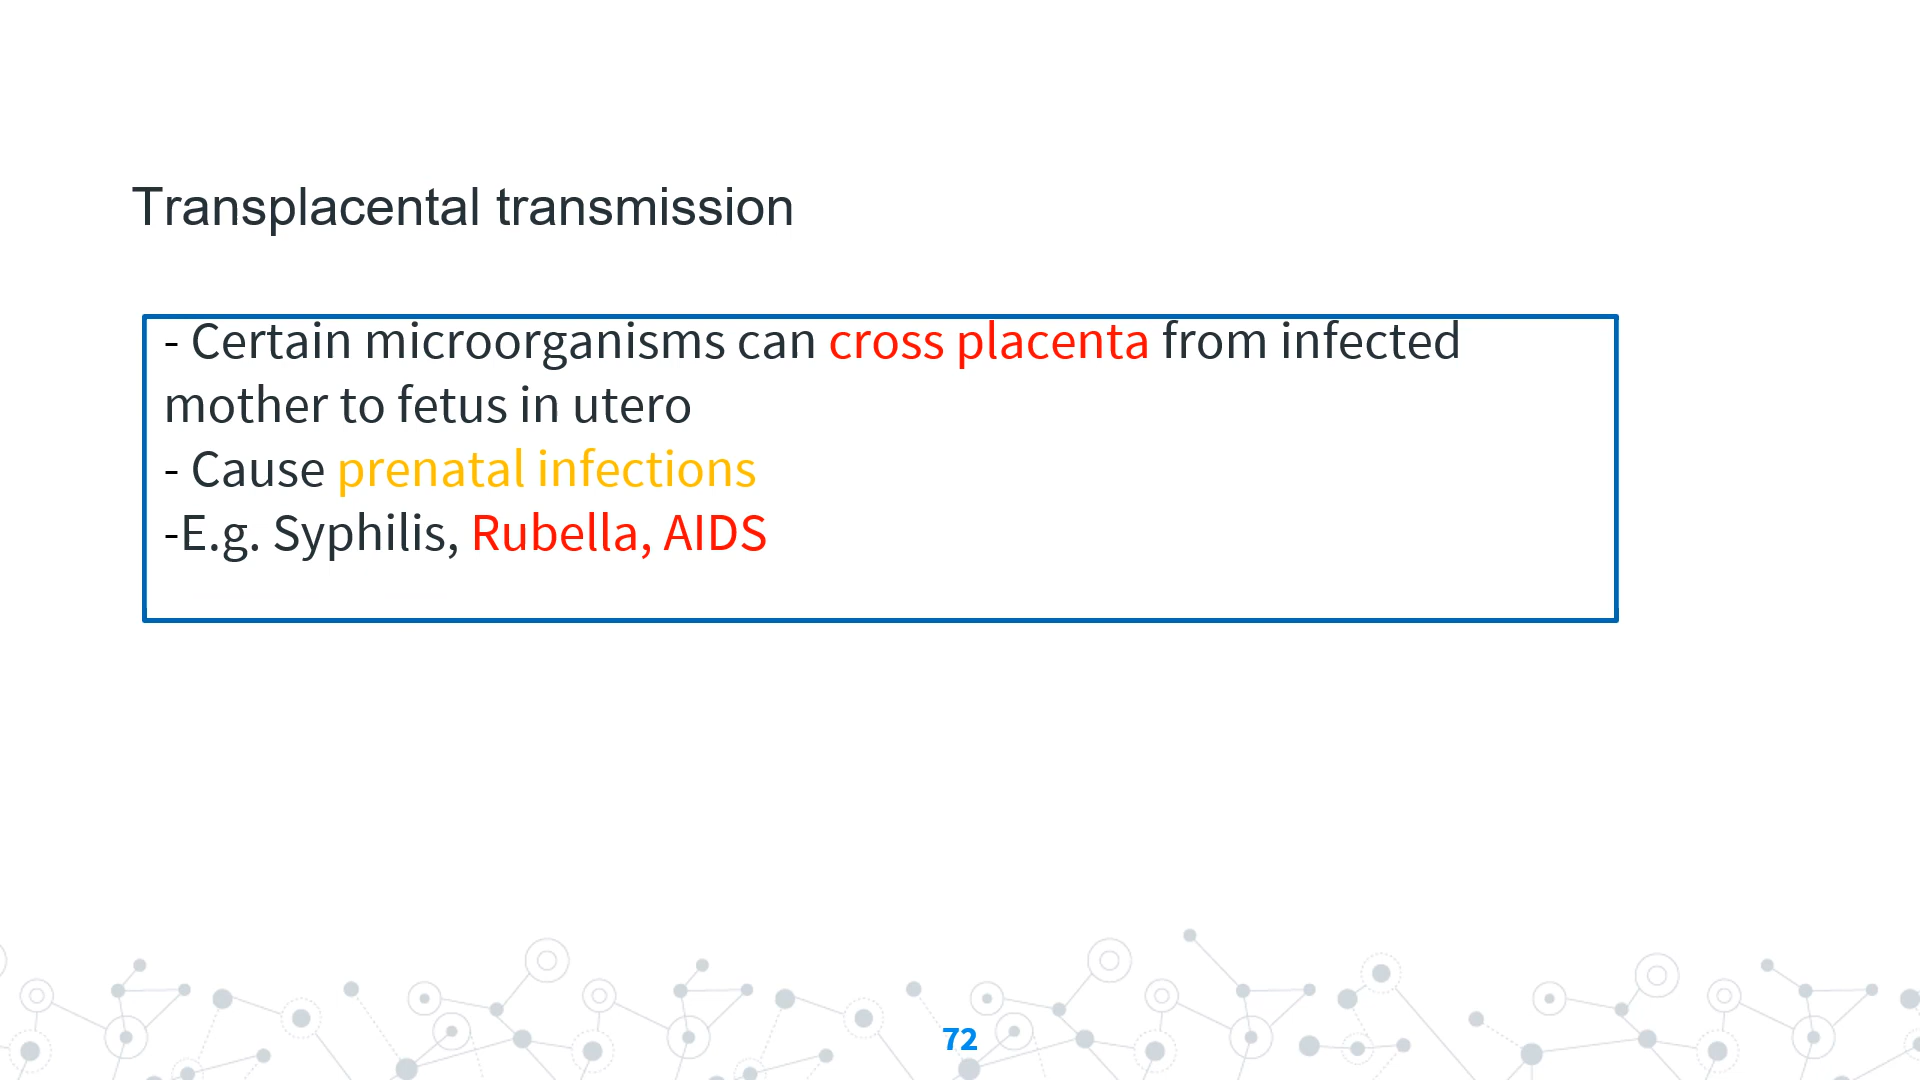 Transplacental transmission
- Certain microorganisms can cross placenta from infected
mother to fetus in utero
- Cause prenatal infections
-E.g. Syphilis, Rubella, AIDS
72